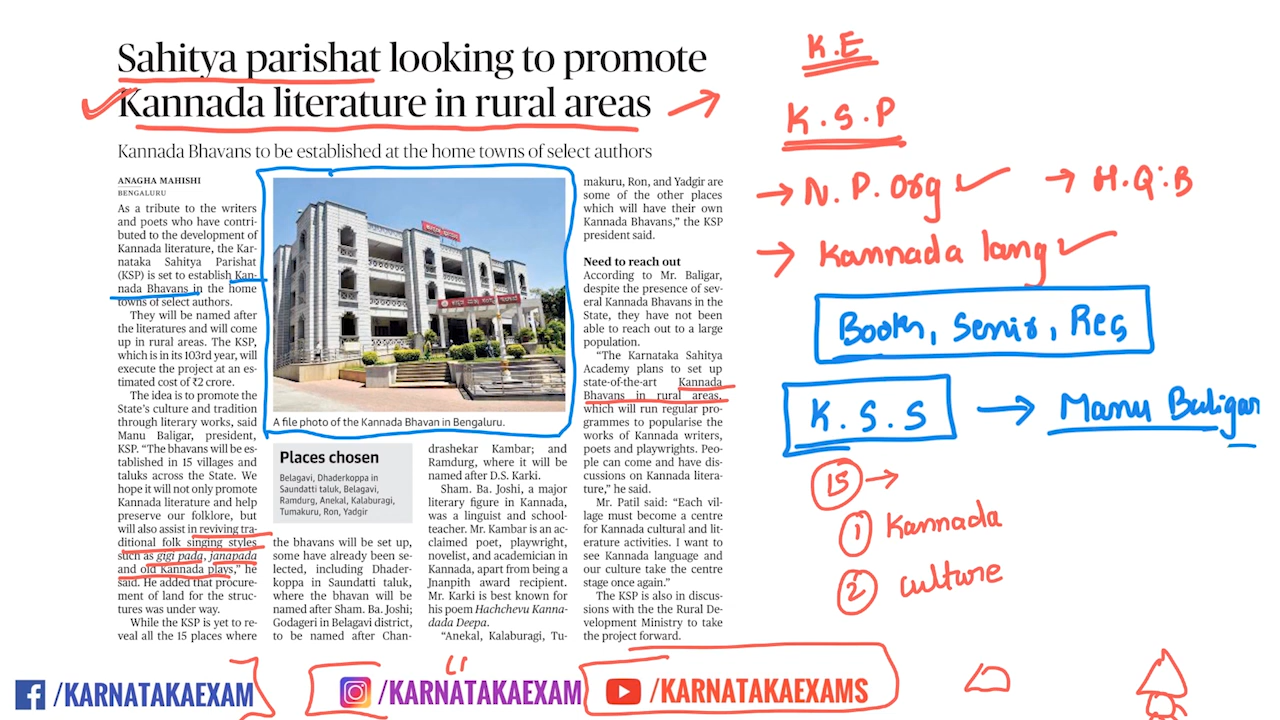 Sahitya parishat looking to promote
Kannada literature in rural areas
Kannada Bhavans to be established at the home towns of select authors
ANAGHA MAHISHI
BENGALURU
As a tribute to the writers
and poets who have contri-
buted to the development of
Kannada literature, the Kar-
nataka Sahitya Parishat
(KSP) is set to establish Kan-
nada Bhavans in the home
towns of select authors.
They will be named after
the literatures and will come
up in rural areas. The KSP,
which is in its 103rd year, will
execute the project at an es-
timated cost of ₹2 crore.
The idea is to promote the
State's culture and tradition
through literary works, said
Manu Baligar, president,
KSP. “The bhavans will be es-
tablished in 15 villages and
taluks across the State. We
hope it will not only promote
Kannada literature and help
preserve our folklore, but
will also assist in reviving tra-
ditional folk singing styles
such as gigi pada, janapada
and old Kannada plays,” he
said. He added that procure-
ment of land for the struc-
tures was under way.
While the KSP is yet to re-
veal all the 15 places where
A file photo of the Kannada Bhavan in Bengaluru.
Places chosen
Belagavi, Dhaderkoppa in
Saundatti taluk, Belagavi,
Ramdurg, Anekal, Kalaburagi,
Tumakuru, Ron, Yadgir
the bhavans will be set up,
some have already been se-
lected, including Dhader-
koppa in Saundatti taluk,
where the bhavan will be
named after Sham. Ba. Joshi;
Godageri in Belagavi district,
to be named after Chan-
drashekar Kambar; and
Ramdurg, where it will be
named after D.S. Karki.
Sham. Ba. Joshi, a major
literary figure in Kannada,
was a linguist and school-
teacher. Mr. Kambar is an ac-
claimed poet, playwright,
novelist, and academician in
Kannada, apart from being a
Jnanpith award recipient.
Mr. Karki is best known for
his poem Hachchevu Kanna-
dada Deepa.
“Anekal, Kalaburagi, Tu-
makuru, Ron, and Yadgir are
some of the other places
which will have their own
Kannada Bhavans,” the KSP
president said.
Need to reach out
According to Mr. Baligar,
despite the presence of sev-
eral Kannada Bhavans in the
State, they have not been
able to reach out to a large
population.
“The Karnataka Sahitya
Academy plans to set up
state-of-the-art Kannada
Bhavans in rural areas,
which will run regular pro-
grammes to popularise the
works of Kannada writers,
poets and playwrights. Peo-
ple can come and have dis-
cussions on Kannada litera-
ture,” he said.
Mr. Patil said: “Each vil-
lage must become a centre
for Kannada cultural and lit-
erature activities. I want to
see Kannada language and
our culture take the centre
stage once again.”
The KSP is also in discus-
sions with the the Rural De-
velopment Ministry to take
the project forward.
K.E
K.S.P
N.P. Org
H.Q:B
Kannada lang
K.S.S
Manu Baligar
15
1 Kannada
2 culture
/KARNATAKAEXAM
/KARNATAKAEXAM
/KARNATAKAEXAMS